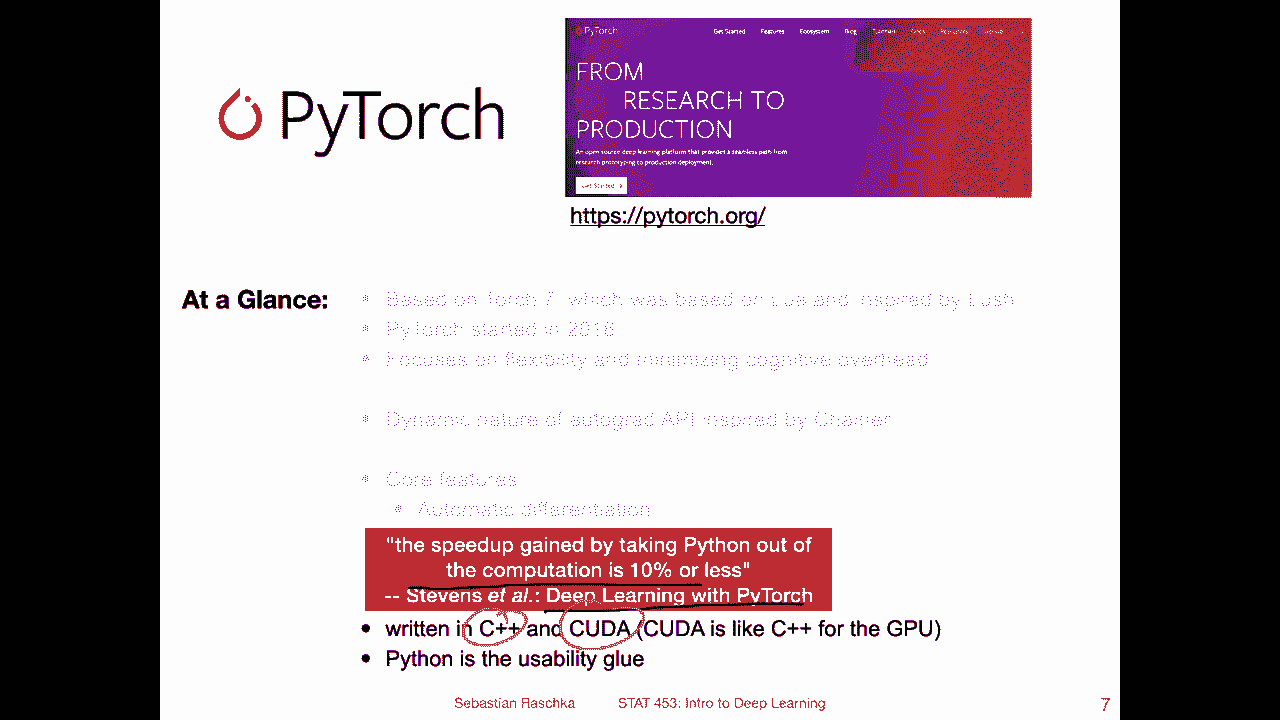 PyTorch
PyTorch
Get Started Features Ecosystem Blog
FROM
RESEARCH TO
PRODUCTION
An open source deep learning platform that provides a seamless path from
research prototyping to production deployment.
Get Started
https://pytorch.org/
At a Glance:
• Based on Torch 7, which was based on Lua and inspired by Lush
• PyTorch started in 2016
• Focuses on flexibility and minimizing cognitive overhead
• Dynamic nature of autograd API inspired by Chainer
• Core features
• Automatic differentiation
"the speedup gained by taking Python out of
the computation is 10% or less"
-- Stevens et al.: Deep Learning with PyTorch
• written in C++ and CUDA (CUDA is like C++ for the GPU)
• Python is the usability glue
Sebastian Raschka STAT 453: Intro to Deep Learning 7